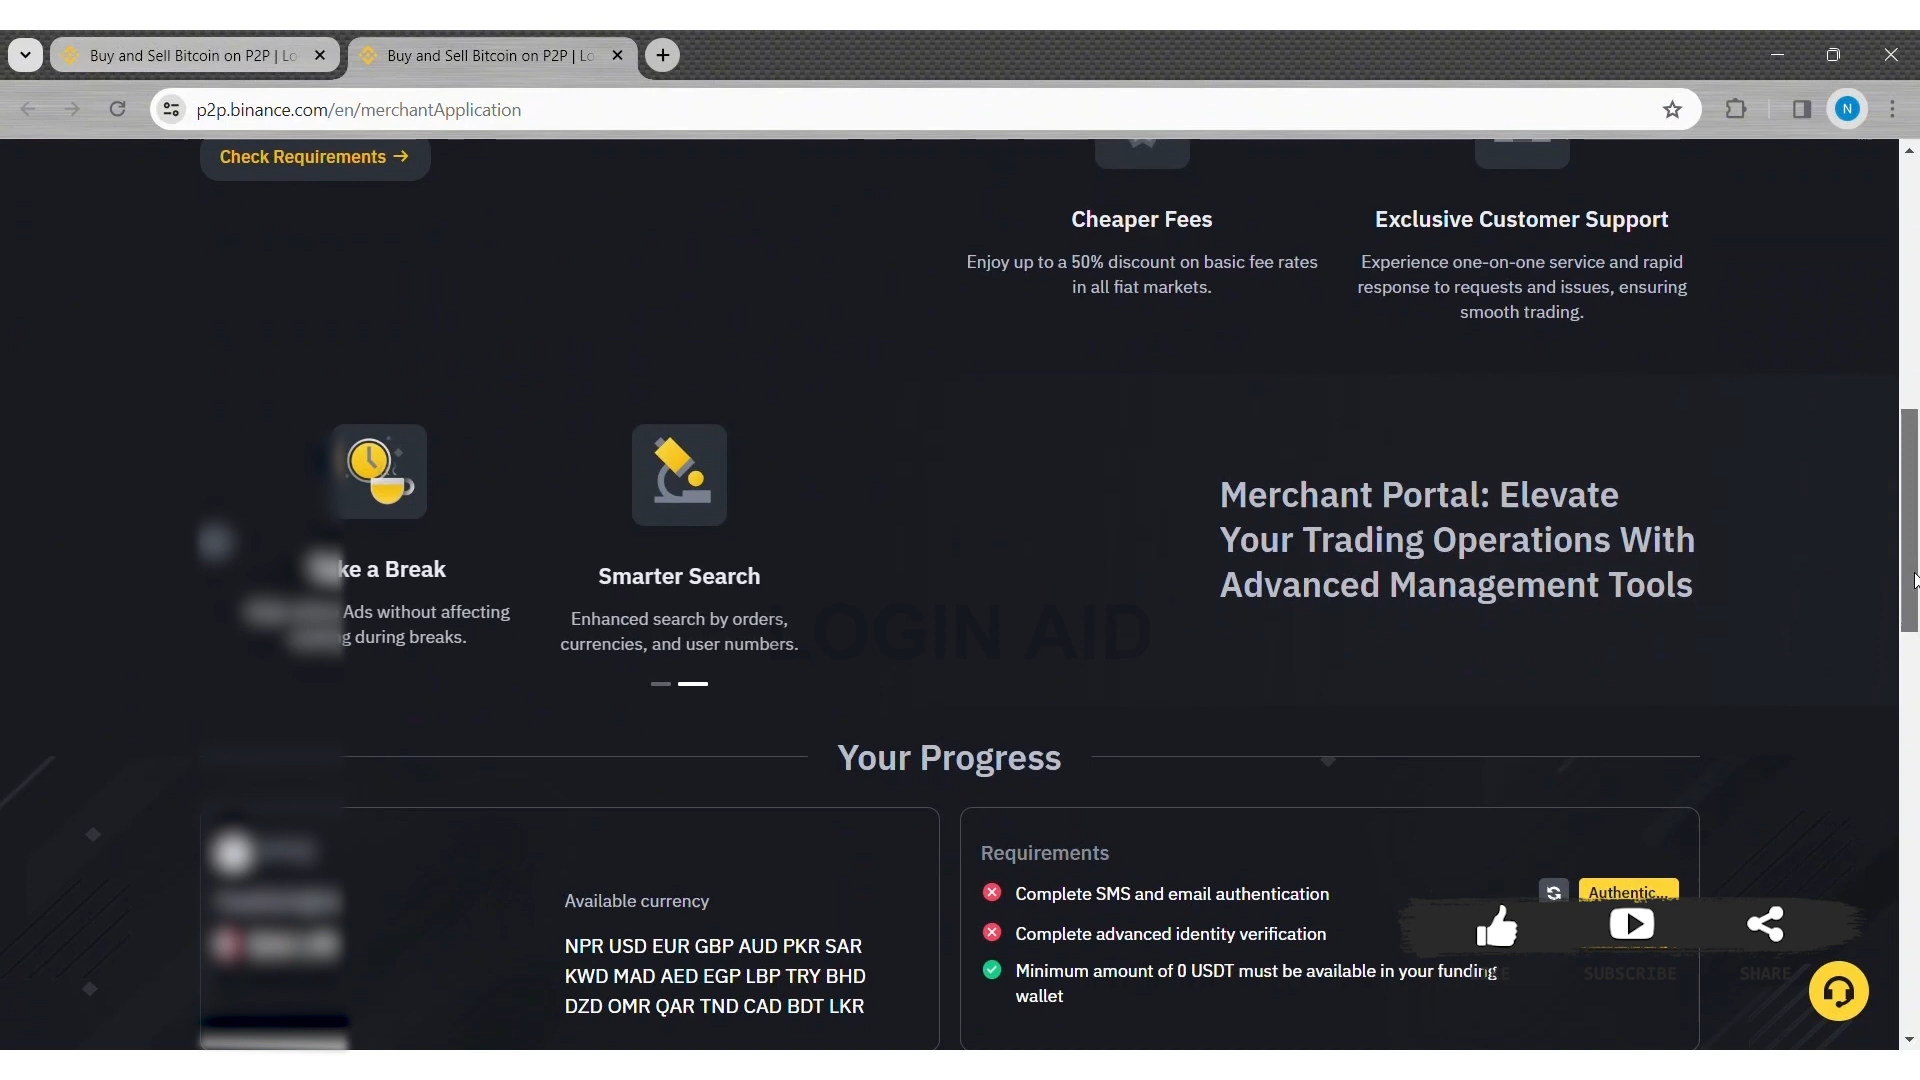 Buy and Sell Bitcoin on P2P | Lo
Buy and Sell Bitcoin on P2P | Lo
p2p.binance.com/en/merchantApplication
N
Check Requirements →
Cheaper Fees
Enjoy up to a 50% discount on basic fee rates
in all fiat markets.
Exclusive Customer Support
Experience one-on-one service and rapid
response to requests and issues, ensuring
smooth trading.
ke a Break
Ads without affecting
g during breaks.
Smarter Search
Enhanced search by orders,
currencies, and user numbers.
Merchant Portal: Elevate
Your Trading Operations With
Advanced Management Tools
LOGIN AID
Your Progress
Available currency
NPR USD EUR GBP AUD PKR SAR
KWD MAD AED EGP LBP TRY BHD
DZD OMR QAR TND CAD BDT LKR
Requirements
Complete SMS and email authentication
Authentic...
Complete advanced identity verification
Minimum amount of 0 USDT must be available in your funding
wallet
SUBSCRIBE
SHARE